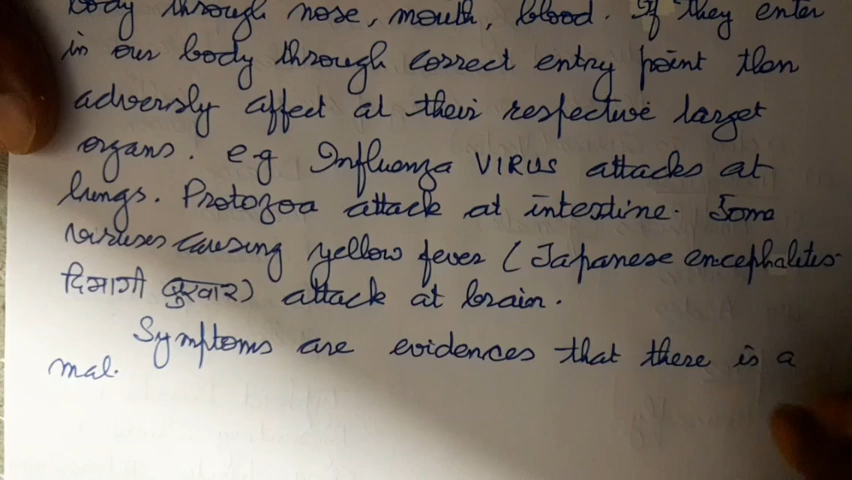 body through nose, mouth, blood. If they enter
in our body through correct entry point then
adversly affect at their respective target
organs. e.g Influenza VIRUS attacks at
lungs. Protozoa attack at intestine. Some
viruses causing yellow fever (Japanese encephalites-
दिमागी बुखार) attack at brain.
Symptoms are evidences that there is a
mal.